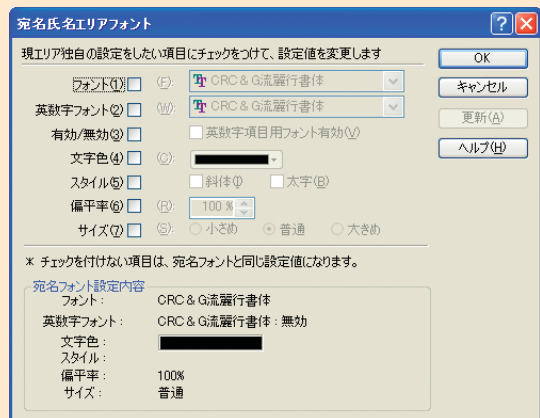 宛名氏名エリアフォント
現エリア独自の設定をしたい項目にチェックをつけて、設定値を変更します
フォント(1) (F): CRC&G流麗行書体
英数字フォント(2) (W): CRC&G流麗行書体
有効/無効(3) 英数字項目用フォント有効(V)
文字色(4) (C):
スタイル(5) 斜体(I) 太字(B)
偏平率(6) (R): 100 %
サイズ(7) (S): 小さめ 普通 大きめ
OK
キャンセル
更新(A)
ヘルプ(H)
* チェックを付けない項目は、宛名フォントと同じ設定値になります。
宛名フォント設定内容
フォント: CRC&G流麗行書体
英数字フォント: CRC&G流麗行書体:無効
文字色:
スタイル:
偏平率: 100%
サイズ: 普通